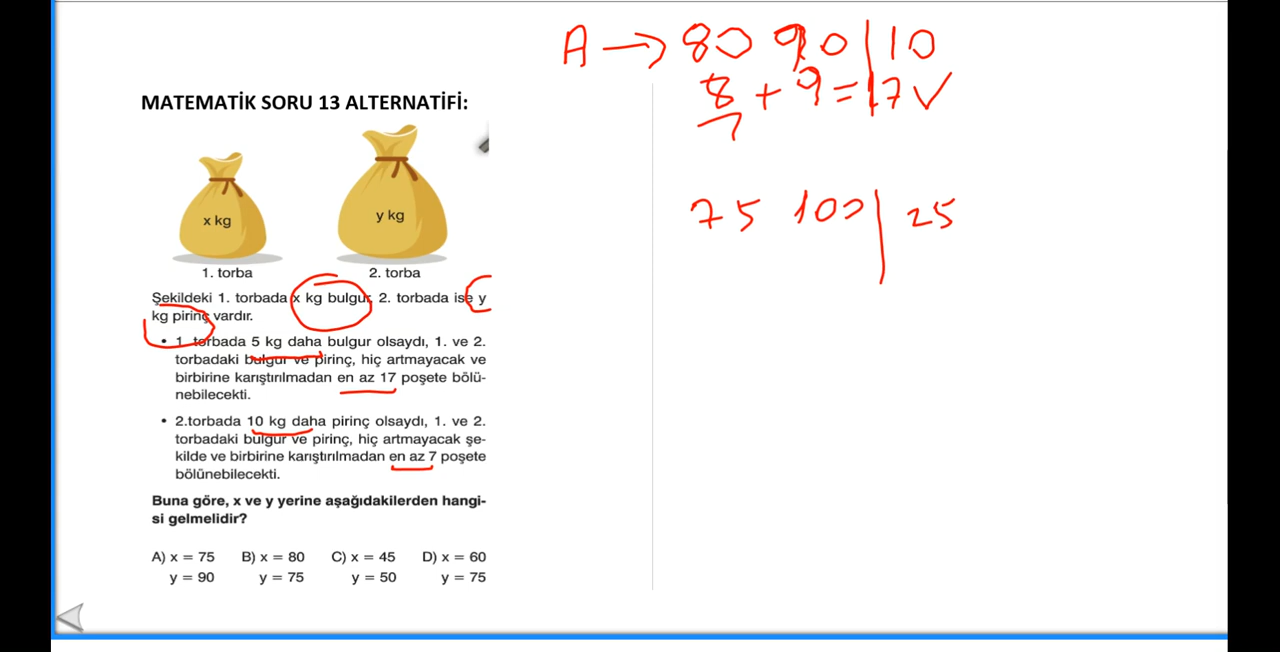 A → 80 90 | 10
8 + 9 = 17 ✓
7
75 100 | 25
MATEMATİK SORU 13 ALTERNATİFİ:
x kg
y kg
1. torba
2. torba
Şekildeki 1. torbada x kg bulgur, 2. torbada ise y
kg pirinç vardır.
• 1. torbada 5 kg daha bulgur olsaydı, 1. ve 2.
torbadaki bulgur ve pirinç, hiç artmayacak ve
birbirine karıştırılmadan en az 17 poşete bölü-
nebilecekti.
• 2.torbada 10 kg daha pirinç olsaydı, 1. ve 2.
torbadaki bulgur ve pirinç, hiç artmayacak şe-
kilde ve birbirine karıştırılmadan en az 7 poşete
bölünebilecekti.
Buna göre, x ve y yerine aşağıdakilerden hangi-
si gelmelidir?
A) x = 75 B) x = 80 C) x = 45 D) x = 60
y = 90 y = 75 y = 50 y = 75